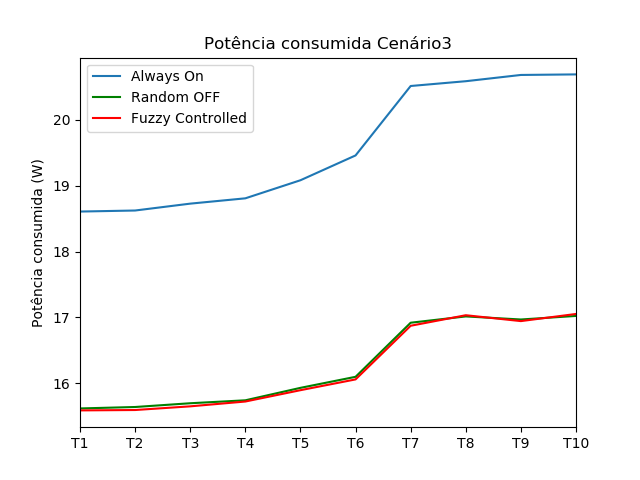 Potência consumida Cenário3
Always On
Random OFF
Fuzzy Controlled
Potência consumida (W)
20
19
18
17
16
T1 T2 T3 T4 T5 T6 T7 T8 T9 T10